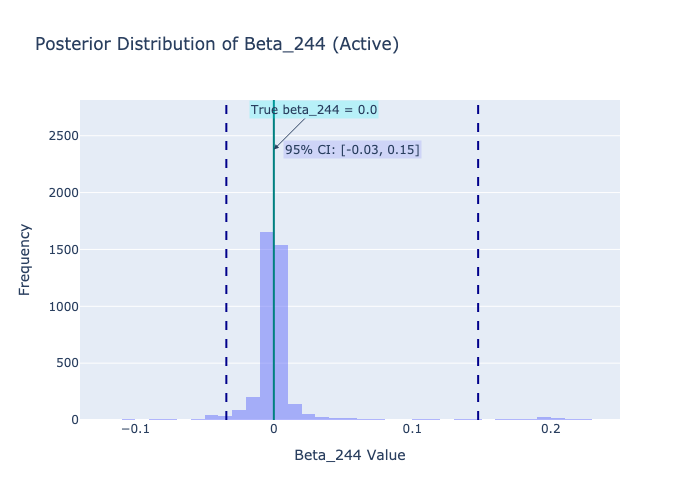 Posterior Distribution of Beta_244 (Active)
True beta_244 = 0.0
95% CI: [-0.03, 0.15]
2500
2000
1500
1000
500
0
Frequency
−0.1
0
0.1
0.2
Beta_244 Value